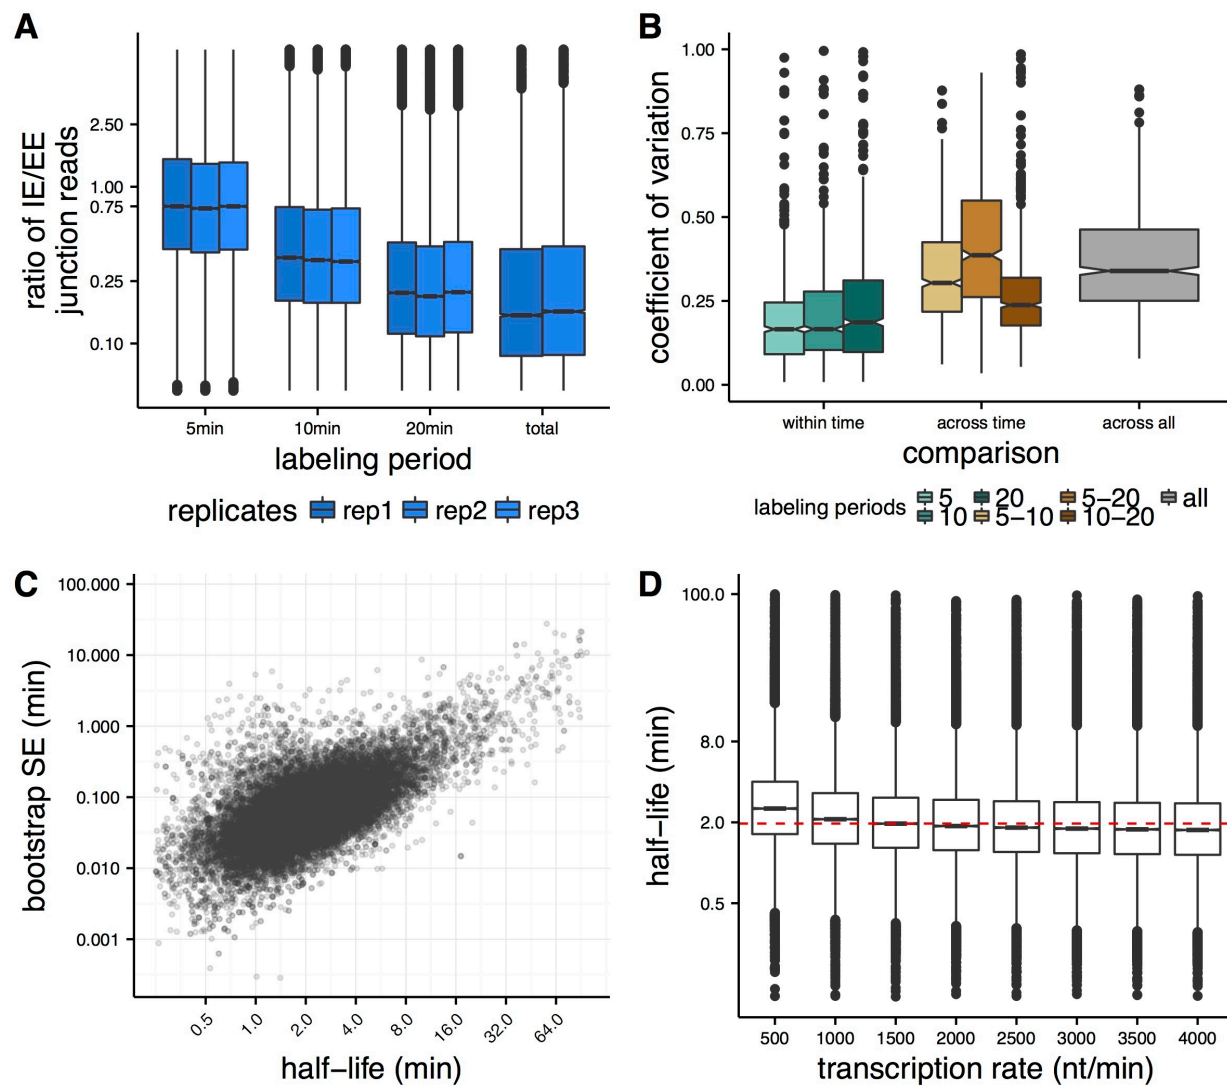 A
ratio of IE/EE
junction reads
2.50
1.00
0.75
0.25
0.10
5min 10min 20min total
labeling period
replicates rep1 rep2 rep3
B
coefficient of variation
1.00
0.75
0.50
0.25
0.00
within time across time across all
comparison
labeling periods 5 20 5−20 all
10 5−10 10−20
C
bootstrap SE (min)
100.000
10.000
1.000
0.100
0.010
0.001
0.5 1.0 2.0 4.0 8.0 16.0 32.0 64.0
half−life (min)
D
half−life (min)
100.0
8.0
2.0
0.5
500 1000 1500 2000 2500 3000 3500 4000
transcription rate (nt/min)